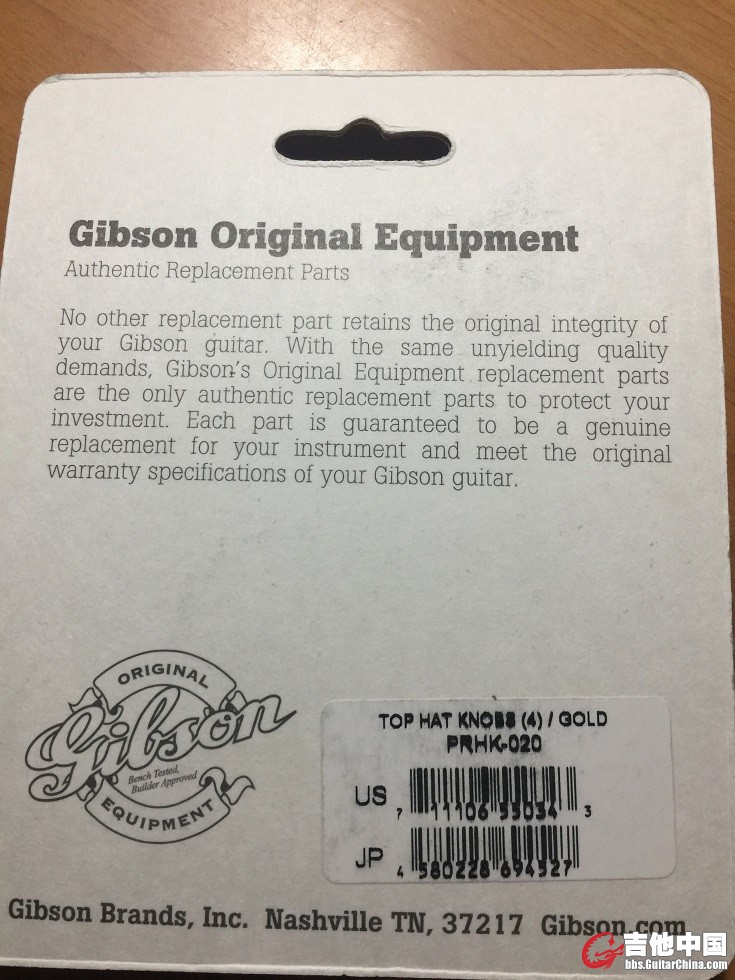 Gibson Original Equipment
Authentic Replacement Parts
No other replacement part retains the original integrity of
your Gibson guitar. With the same unyielding quality
demands, Gibson's Original Equipment replacement parts
are the only authentic replacement parts to protect your
investment. Each part is guaranteed to be a genuine
replacement for your instrument and meet the original
warranty specifications of your Gibson guitar.
ORIGINAL
Gibson
Bench Tested,
Builder Approved
EQUIPMENT
TOP HAT KNOBS (4) / GOLD
PRHK-020
US 7 11106 55034 3
JP 4 580228 694527
Gibson Brands, Inc. Nashville TN, 37217 Gibson.com
吉他中国
bbs.GuitarChina.com